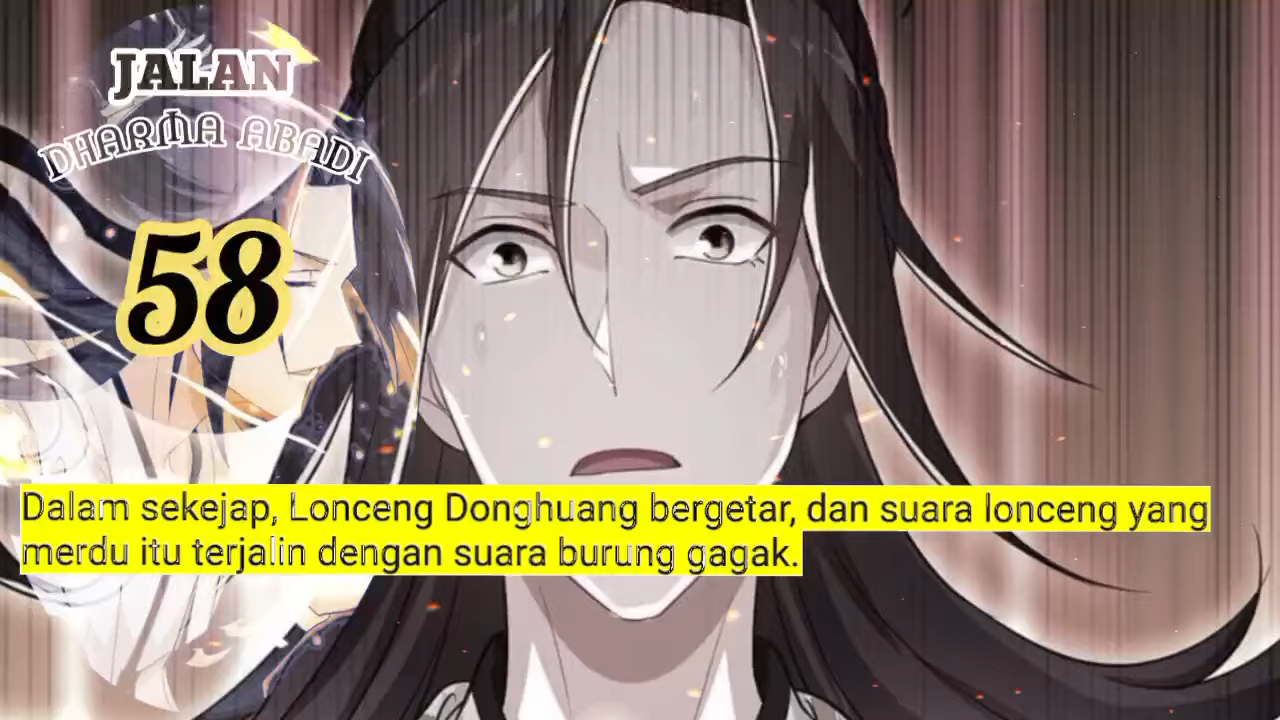 JALAN
DHARMA ABADI
58
Dalam sekejap, Lonceng Donghuang bergetar, dan suara lonceng yang
merdu itu terjalin dengan suara burung gagak.